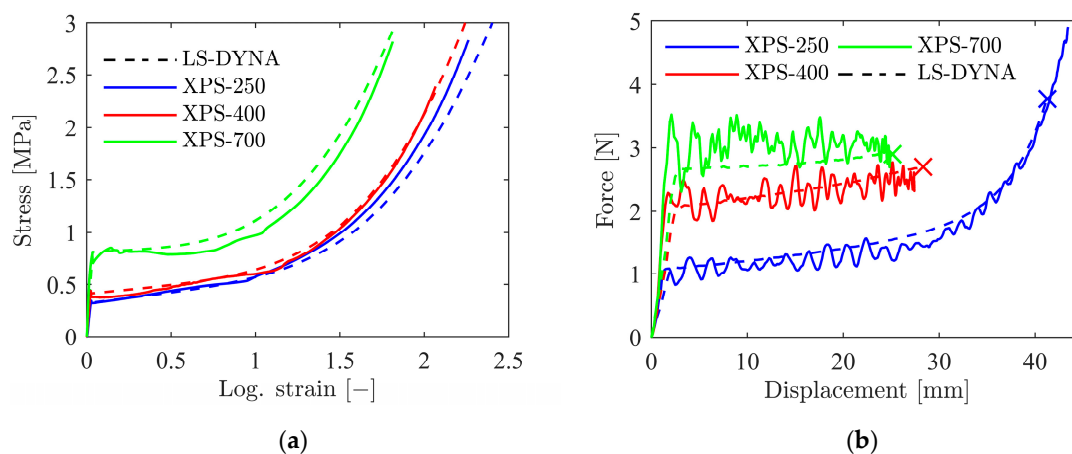 3
2.5
2
1.5
1
0.5
0
0
0.5
1
1.5
2
2.5
Stress [MPa]
Log. strain [−]
LS-DYNA
XPS-250
XPS-400
XPS-700
(a)
5
4
3
2
1
0
0
10
20
30
40
Force [N]
Displacement [mm]
XPS-250
XPS-700
XPS-400
LS-DYNA
(b)